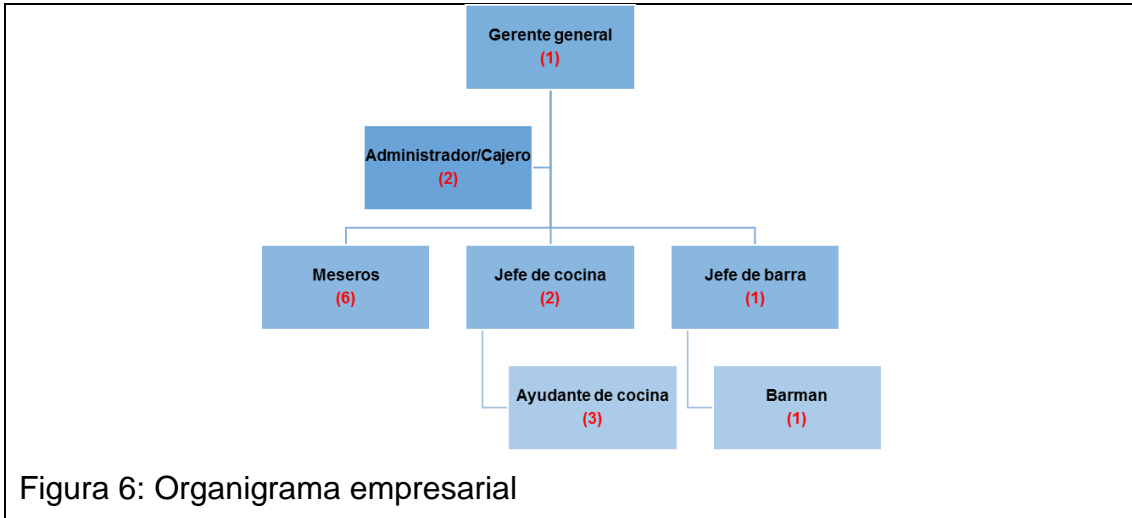 Gerente general
(1)
Administrador/Cajero
(2)
Meseros
(6)
Jefe de cocina
(2)
Jefe de barra
(1)
Ayudante de cocina
(3)
Barman
(1)
Figura 6: Organigrama empresarial